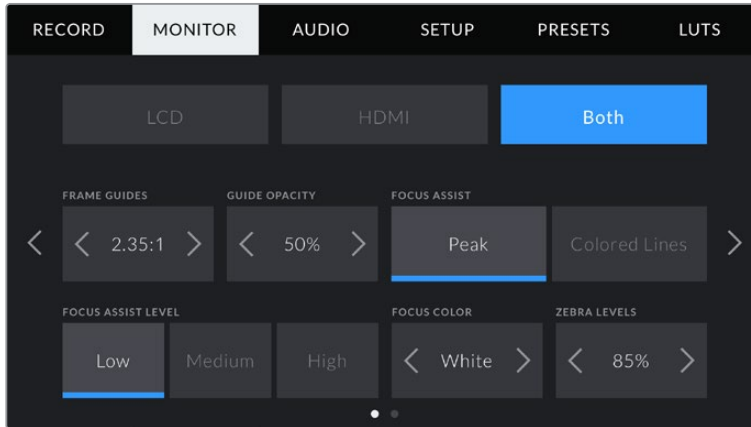 RECORD MONITOR AUDIO SETUP PRESETS LUTS
LCD HDMI Both
FRAME GUIDES GUIDE OPACITY FOCUS ASSIST
2.35:1 50% Peak Colored Lines
FOCUS ASSIST LEVEL FOCUS COLOR ZEBRA LEVELS
Low Medium High White 85%